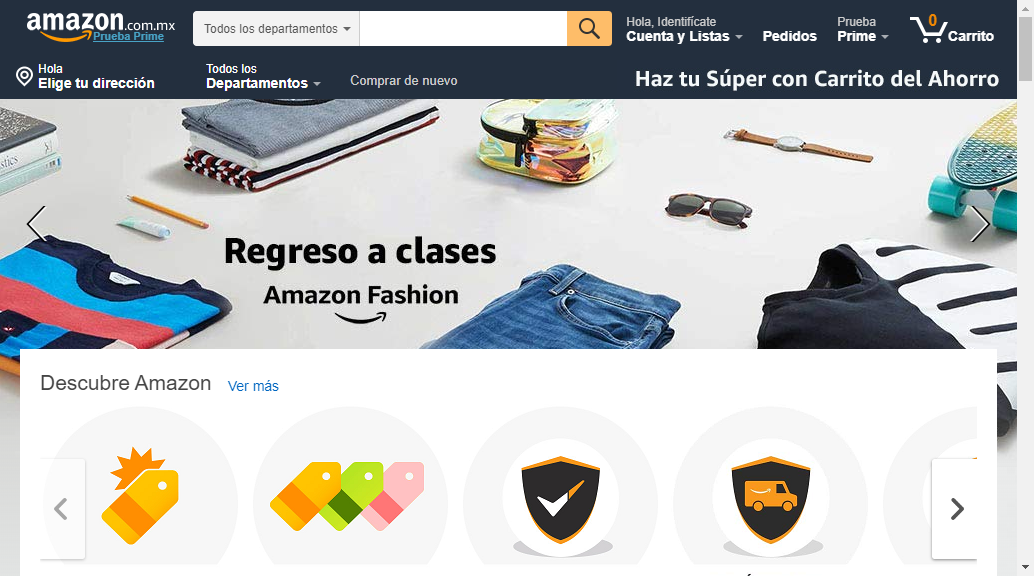 amazon.com.mx
Prueba Prime
Todos los departamentos
Hola, Identifícate
Cuenta y Listas
Pedidos
Prueba
Prime
0
Carrito
Hola
Elige tu dirección
Todos los
Departamentos
Comprar de nuevo
Haz tu Súper con Carrito del Ahorro
Regreso a clases
Amazon Fashion
Descubre Amazon
Ver más